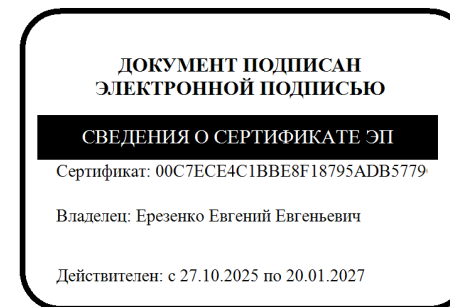 ДОКУМЕНТ ПОДПИСАН
ЭЛЕКТРОННОЙ ПОДПИСЬЮ
СВЕДЕНИЯ О СЕРТИФИКАТЕ ЭП
Сертификат: 00C7ECE4C1BBE8F18795ADB5779
Владелец: Ерезенко Евгений Евгеньевич
Действителен: с 27.10.2025 по 20.01.2027